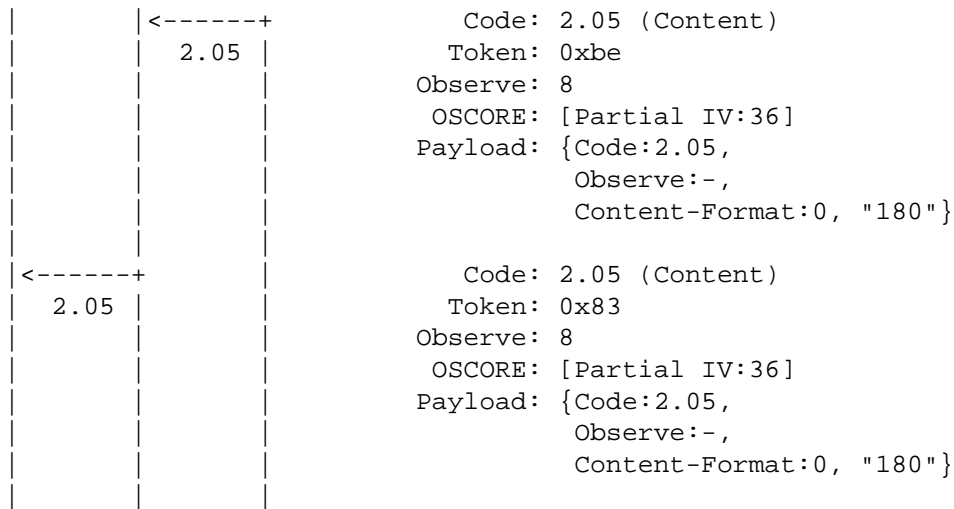 |       |<------+            Code: 2.05 (Content)
|       |  2.05 |           Token: 0xbe
|       |       |         Observe: 8
|       |       |          OSCORE: [Partial IV:36]
|       |       |         Payload: {Code:2.05,
|       |       |                   Observe:-,
|       |       |                   Content-Format:0, "180"}
|       |       |
|<------+       |            Code: 2.05 (Content)
|  2.05 |       |           Token: 0x83
|       |       |         Observe: 8
|       |       |          OSCORE: [Partial IV:36]
|       |       |         Payload: {Code:2.05,
|       |       |                   Observe:-,
|       |       |                   Content-Format:0, "180"}
|       |       |